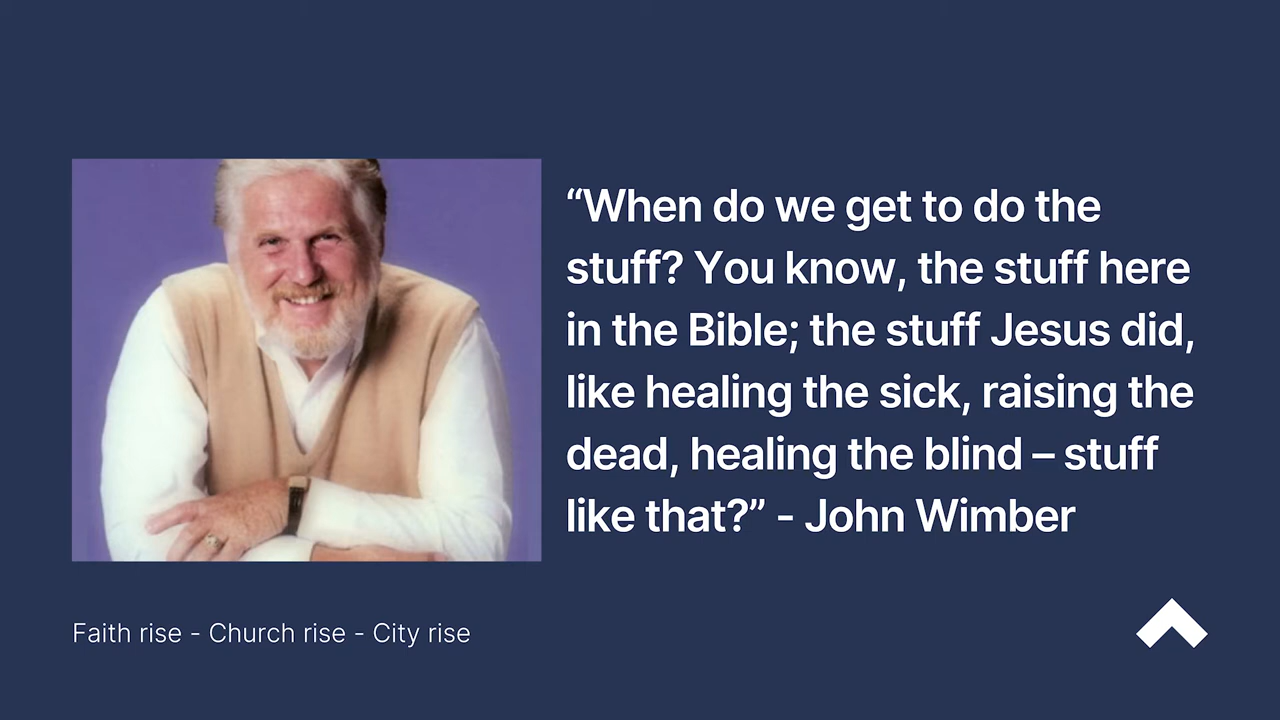 “When do we get to do the
stuff? You know, the stuff here
in the Bible; the stuff Jesus did,
like healing the sick, raising the
dead, healing the blind – stuff
like that?” - John Wimber
Faith rise - Church rise - City rise